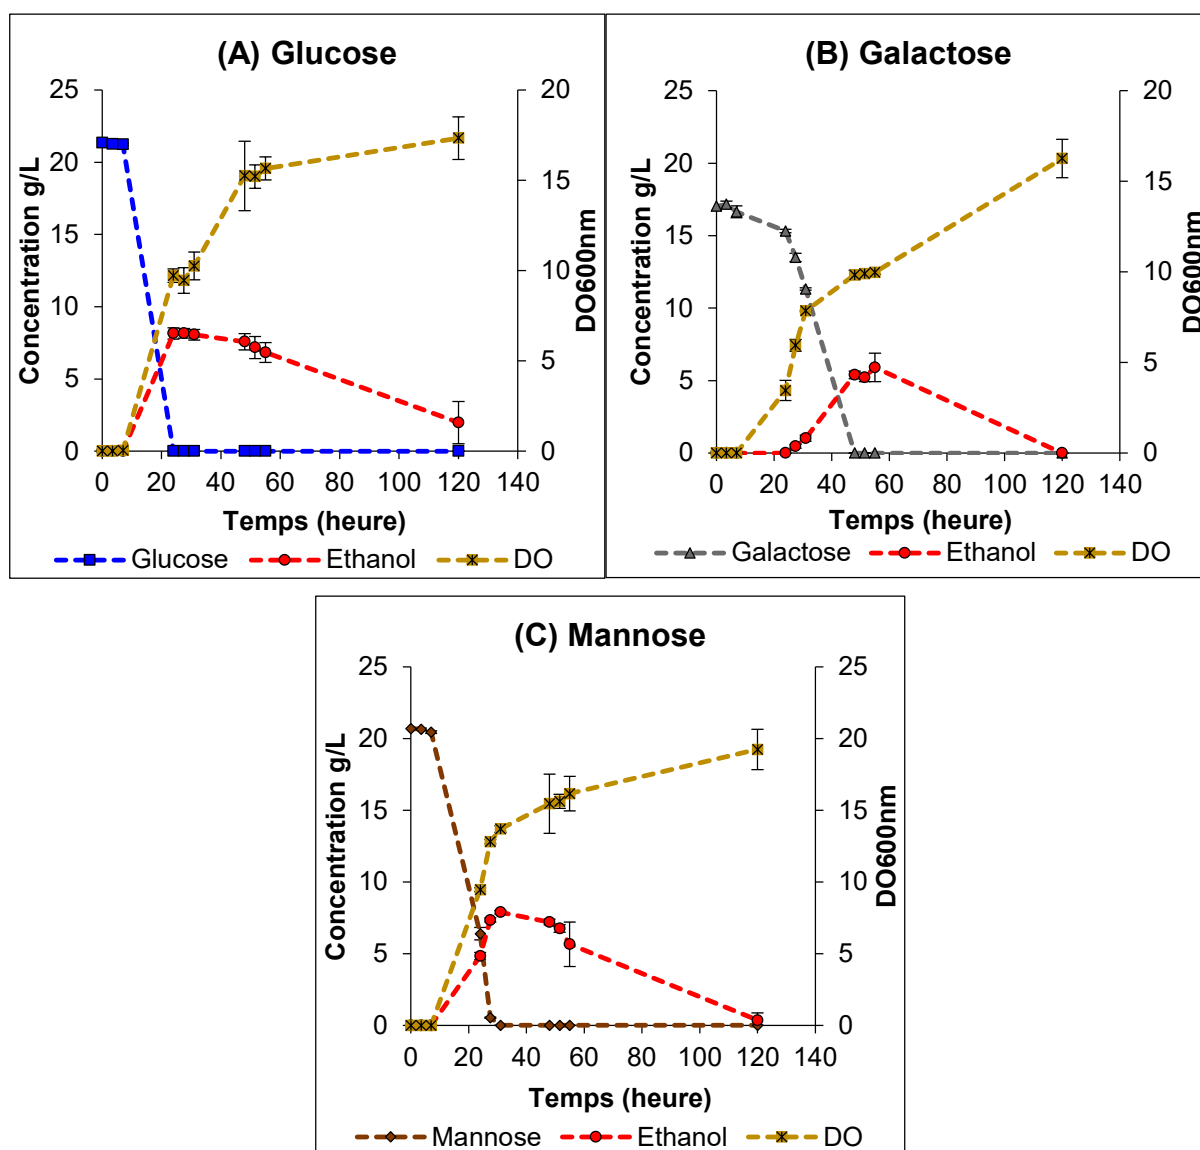 (A) Glucose
25
20
15
10
5
0
20
15
10
5
0
Concentration g/L
DO600nm
0 20 40 60 80 100 120 140
Temps (heure)
Glucose Ethanol DO
(B) Galactose
25
20
15
10
5
0
20
15
10
5
0
Concentration g/L
DO600nm
0 20 40 60 80 100 120 140
Temps (heure)
Galactose Ethanol DO
(C) Mannose
25
20
15
10
5
0
25
20
15
10
5
0
Concentration g/L
DO600nm
0 20 40 60 80 100 120 140
Temps (heure)
Mannose Ethanol DO